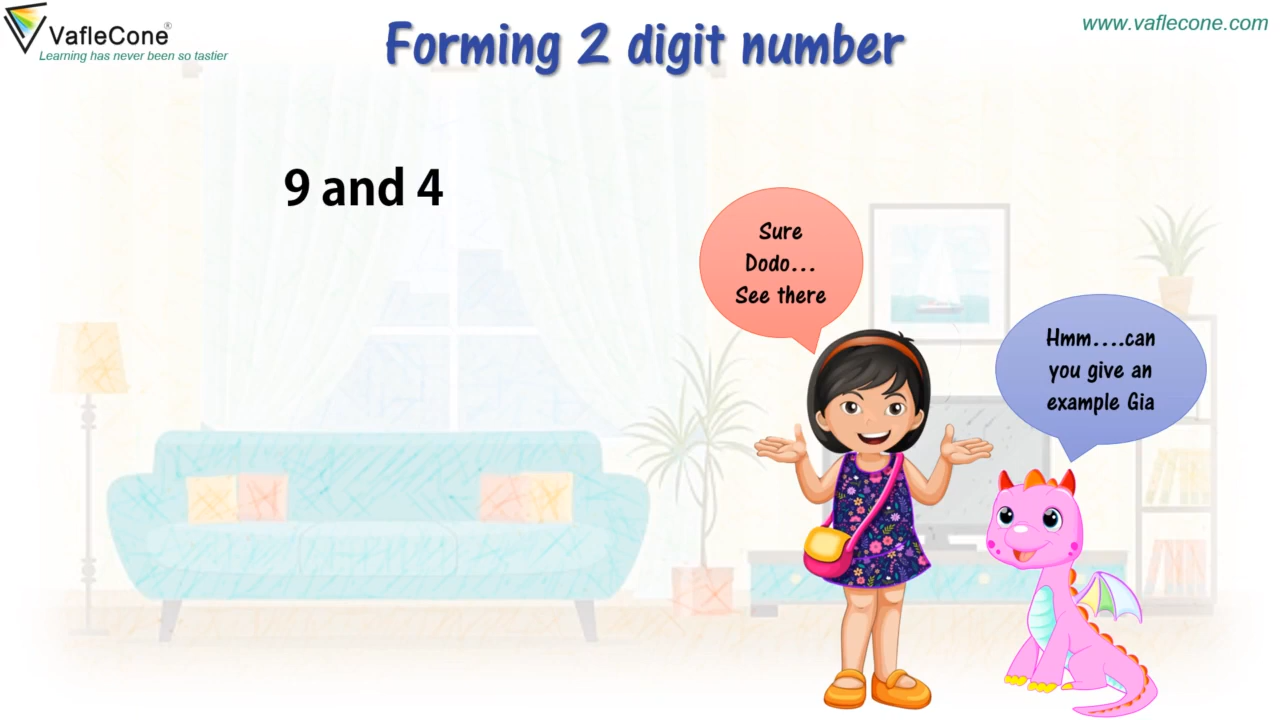 VafleCone®
Learning has never been so tastier
Forming 2 digit number
www.vaflecone.com
9 and 4
Sure
Dodo...
See there
Hmm....can
you give an
example Gia